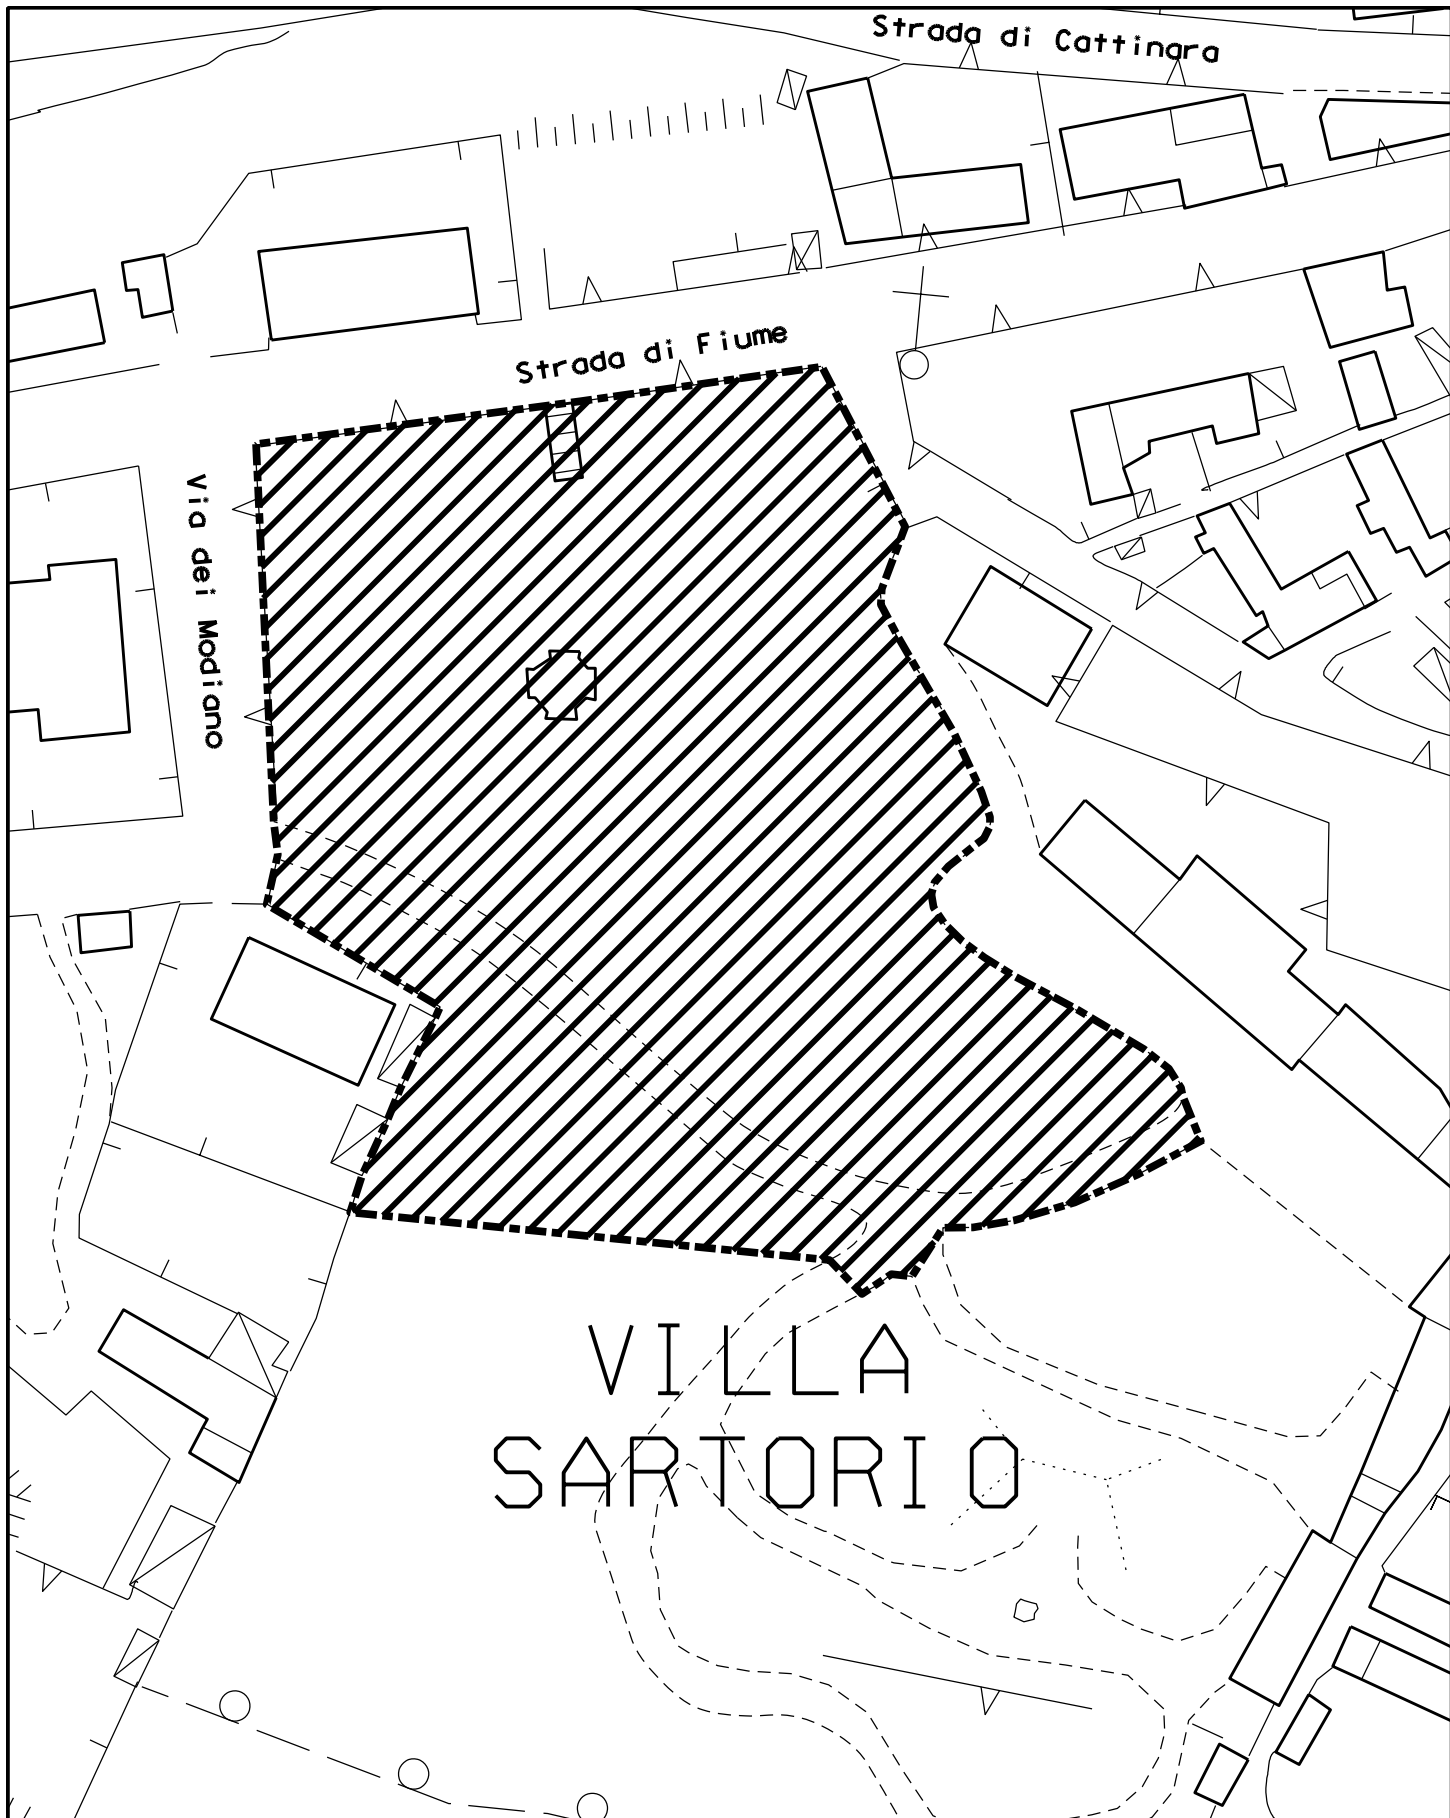 Strada di Cattinara
Strada di Fiume
Via dei Modiano
VILLA
SARTORIO